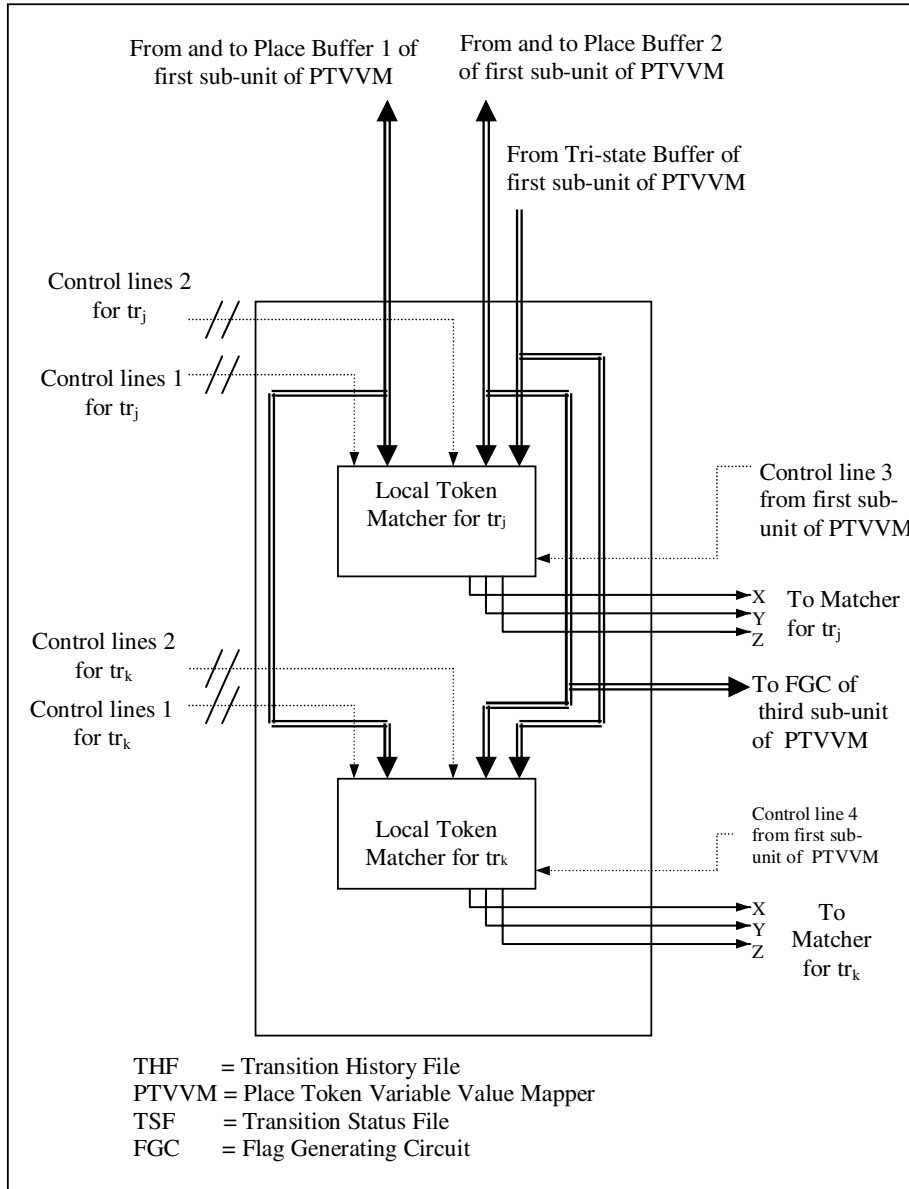 From and to Place Buffer 1 of
first sub-unit of PTVVM
From and to Place Buffer 2
of first sub-unit of PTVVM
From Tri-state Buffer of
first sub-unit of PTVVM
Control lines 2
for trj
Control lines 1
for trj
Local Token
Matcher for trj
Control line 3
from first sub-
unit of PTVVM
X
Y
Z
To Matcher
for trj
Control lines 2
for trk
Control lines 1
for trk
To FGC of
third sub-unit
of PTVVM
Local Token
Matcher for trk
Control line 4
from first sub-
unit of PTVVM
X
Y
Z
To
Matcher
for trk
THF = Transition History File
PTVVM = Place Token Variable Value Mapper
TSF = Transition Status File
FGC = Flag Generating Circuit